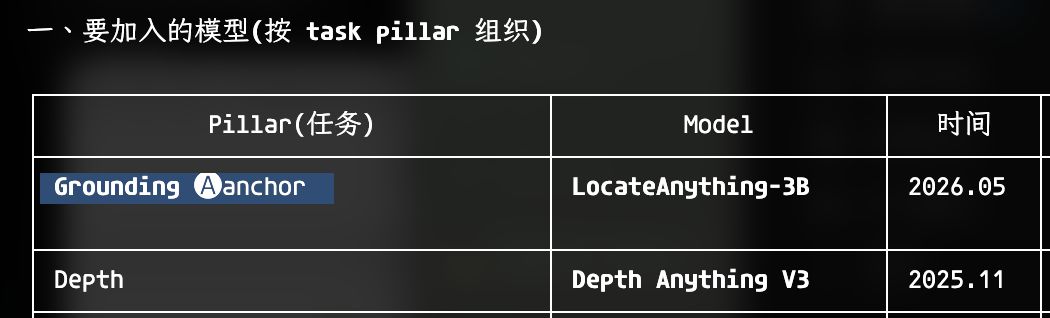 一、要加入的模型(按 task pillar 组织)
Pillar(任务) Model 时间
Grounding Ⓐanchor LocateAnything-3B 2026.05
Depth Depth Anything V3 2025.11